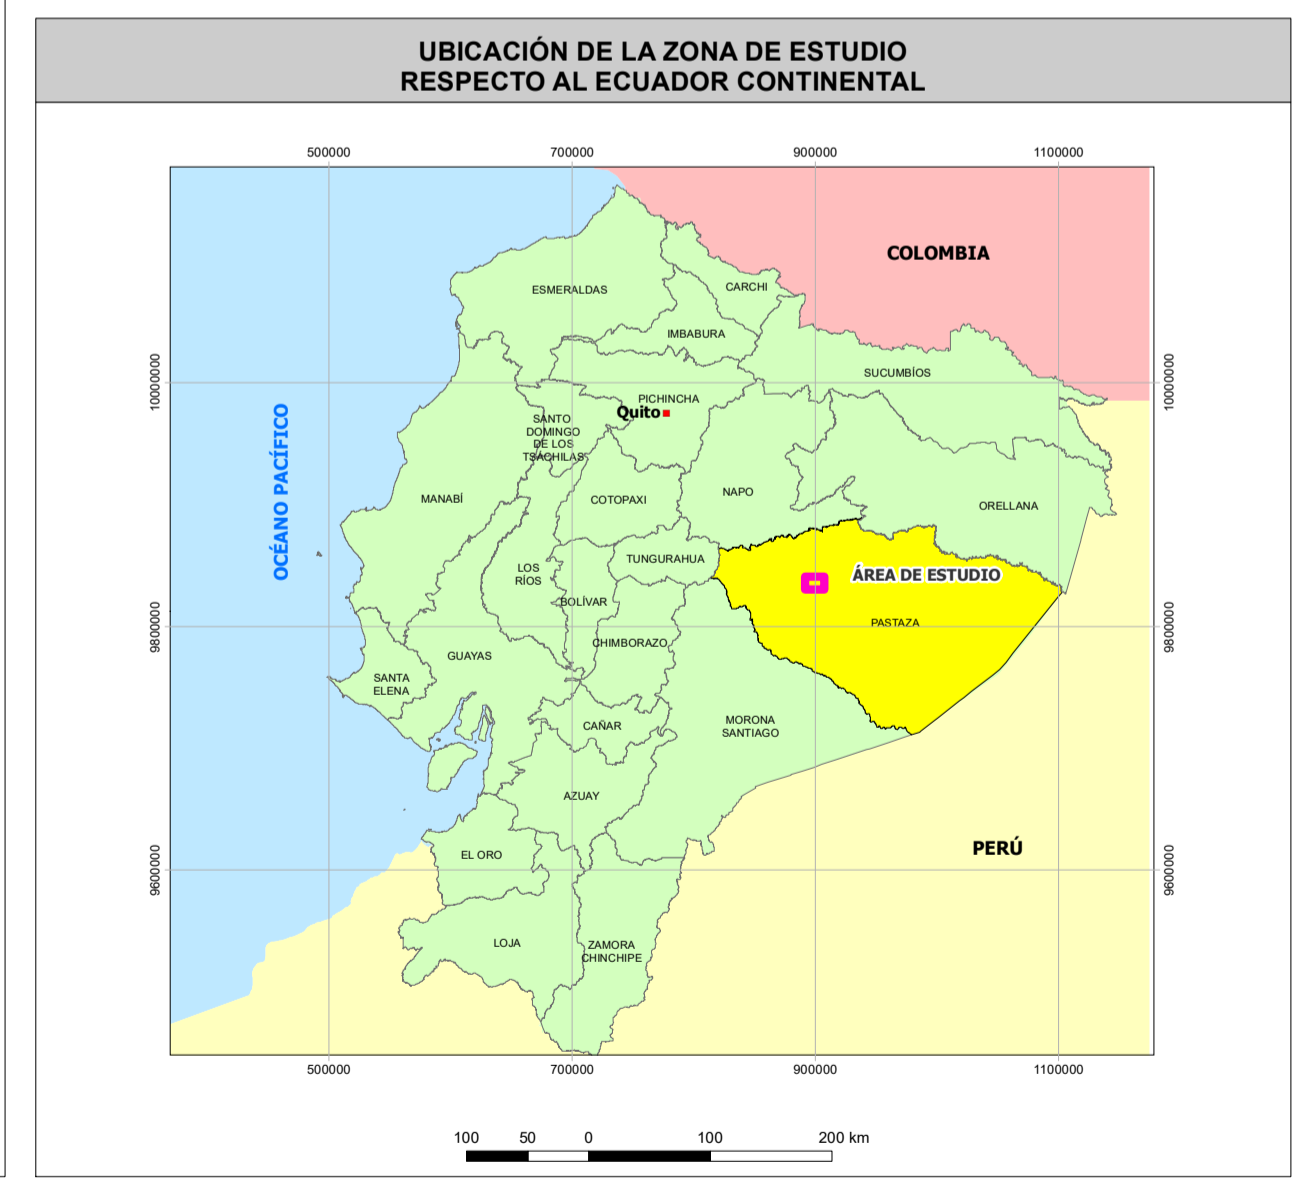 UBICACIÓN DE LA ZONA DE ESTUDIO
RESPECTO AL ECUADOR CONTINENTAL
500000
700000
900000
1100000
COLOMBIA
CARCHI
ESMERALDAS
IMBABURA
SUCUMBÍOS
10000000
10000000
PICHINCHA
Quito
SANTO
DOMINGO
DE LOS
TSÁCHILAS
OCÉANO PACÍFICO
MANABÍ
COTOPAXI
NAPO
ORELLANA
TUNGURAHUA
LOS
RÍOS
ÁREA DE ESTUDIO
BOLÍVAR
PASTAZA
9800000
9800000
CHIMBORAZO
GUAYAS
SANTA
ELENA
CAÑAR
MORONA
SANTIAGO
AZUAY
EL ORO
PERÚ
9600000
9600000
LOJA
ZAMORA
CHINCHIPE
500000
700000
900000
1100000
100
50
0
100
200 km